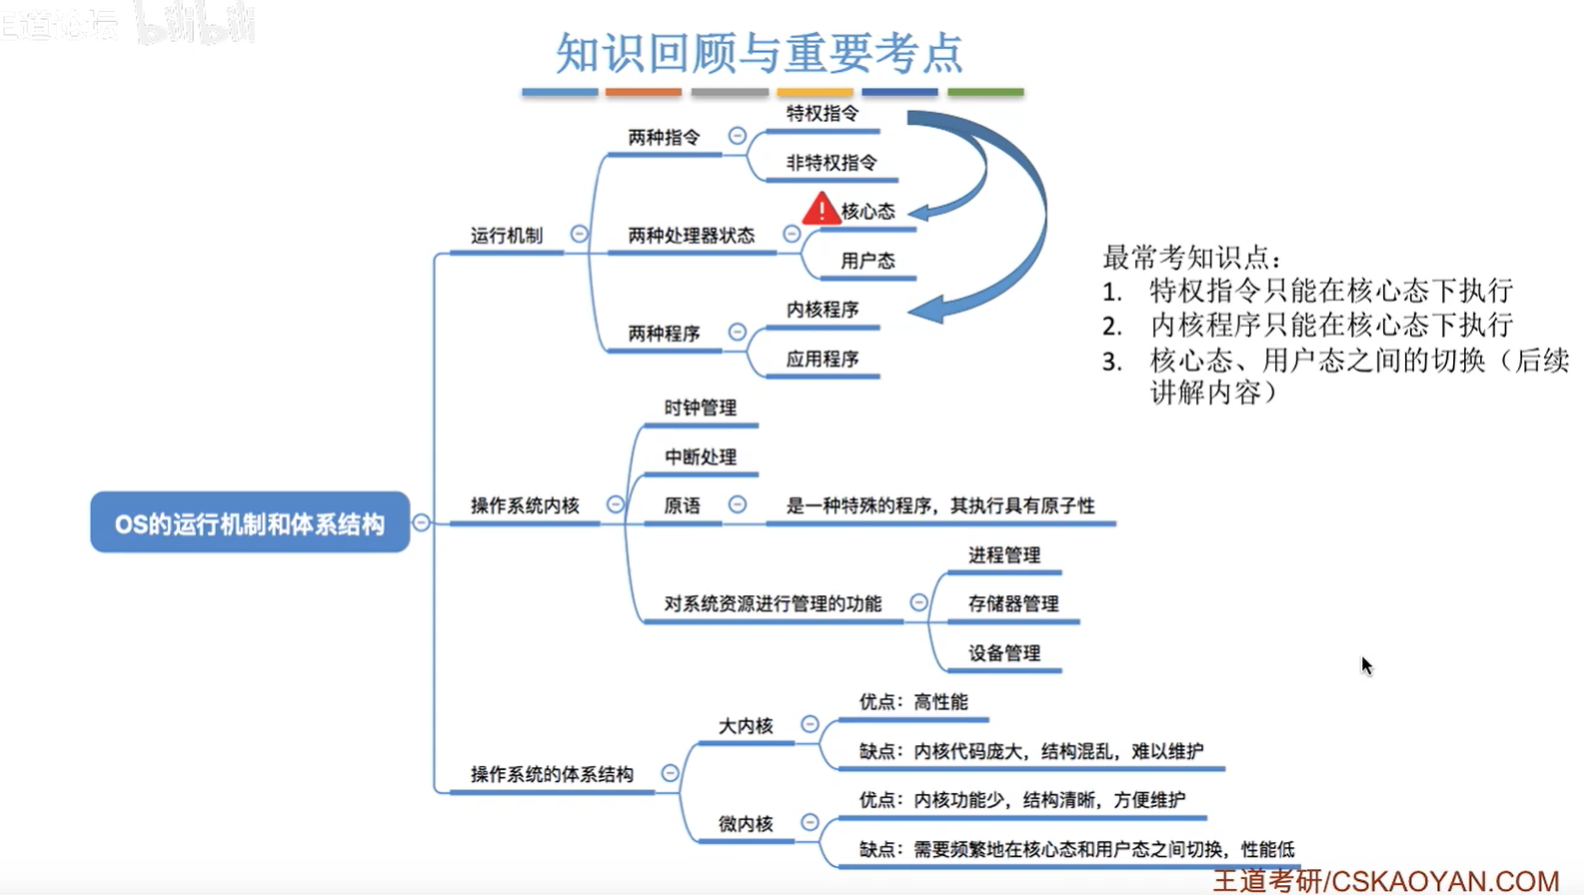 王道论坛 bilibili
知识回顾与重要考点
特权指令
两种指令
非特权指令
核心态
运行机制
两种处理器状态
用户态
内核程序
两种程序
应用程序
最常考知识点：
1. 特权指令只能在核心态下执行
2. 内核程序只能在核心态下执行
3. 核心态、用户态之间的切换（后续
讲解内容）
时钟管理
中断处理
OS的运行机制和体系结构
操作系统内核
原语
是一种特殊的程序，其执行具有原子性
进程管理
对系统资源进行管理的功能
存储器管理
设备管理
优点：高性能
大内核
缺点：内核代码庞大，结构混乱，难以维护
操作系统的体系结构
优点：内核功能少，结构清晰，方便维护
微内核
缺点：需要频繁地在核心态和用户态之间切换，性能低
王道考研/CSKAOYAN.COM